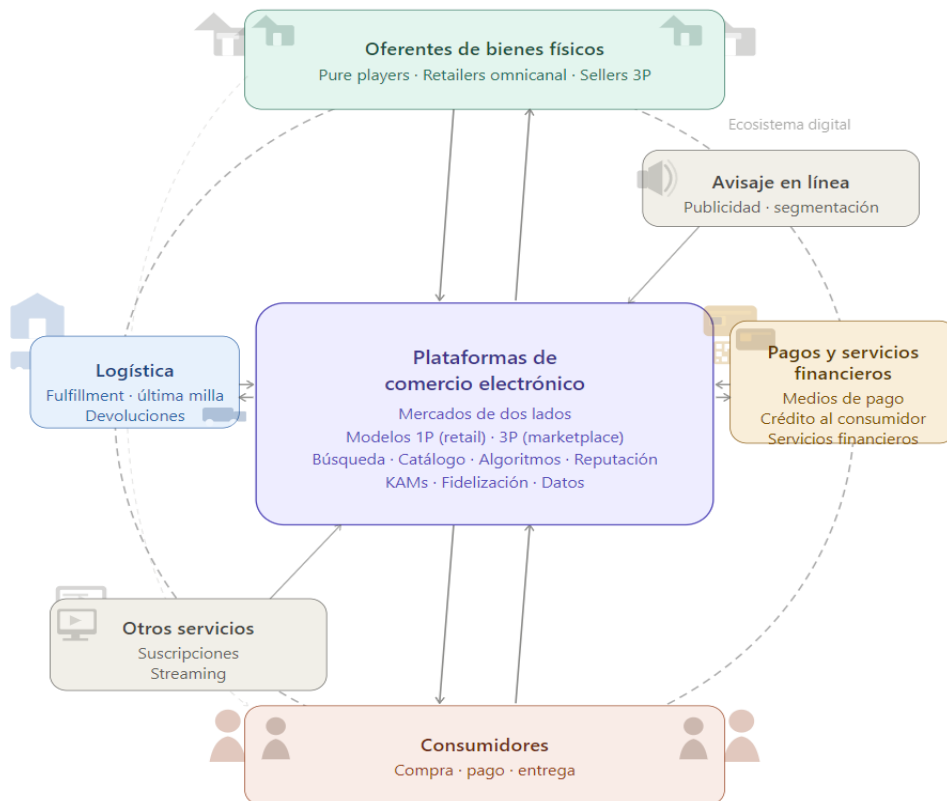 Oferentes de bienes físicos
Pure players · Retailers omnicanal · Sellers 3P
Ecosistema digital
Avisaje en línea
Publicidad · segmentación
Plataformas de
comercio electrónico
Mercados de dos lados
Modelos 1P (retail) · 3P (marketplace)
Búsqueda · Catálogo · Algoritmos · Reputación
KAMs · Fidelización · Datos
Logística
Fulfillment · última milla
Devoluciones
Pagos y servicios
financieros
Medios de pago
Crédito al consumidor
Servicios financieros
Otros servicios
Suscripciones
Streaming
Consumidores
Compra · pago · entrega